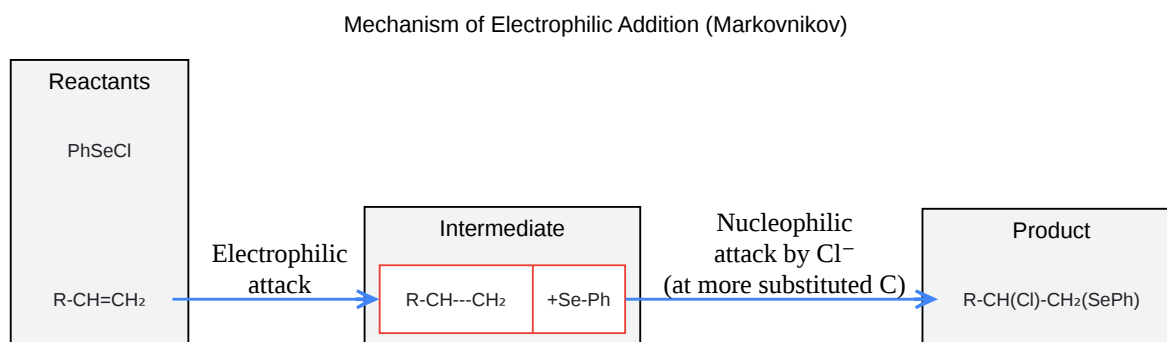 Mechanism of Electrophilic Addition (Markovnikov)
Reactants
PhSeCl
R-CH=CH₂
Electrophilic
attack
Intermediate
R-CH---CH₂
+Se-Ph
Nucleophilic
attack by Cl⁻
(at more substituted C)
Product
R-CH(Cl)-CH₂(SePh)